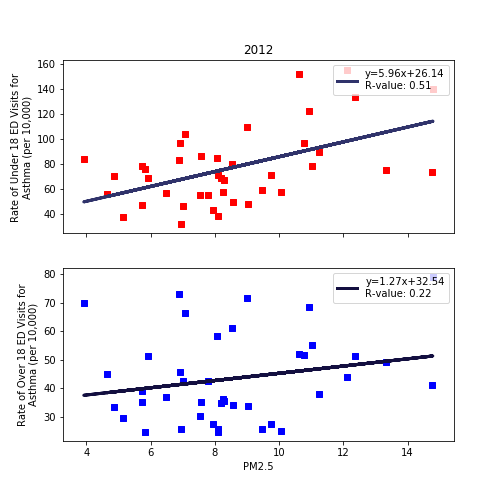 2012
160
140
120
100
80
60
40
Rate of Under 18 ED Visits for
Asthma (per 10,000)
y=5.96x+26.14
R-value: 0.51
80
70
60
50
40
30
Rate of Over 18 ED Visits for
Asthma (per 10,000)
y=1.27x+32.54
R-value: 0.22
4 6 8 10 12 14
PM2.5